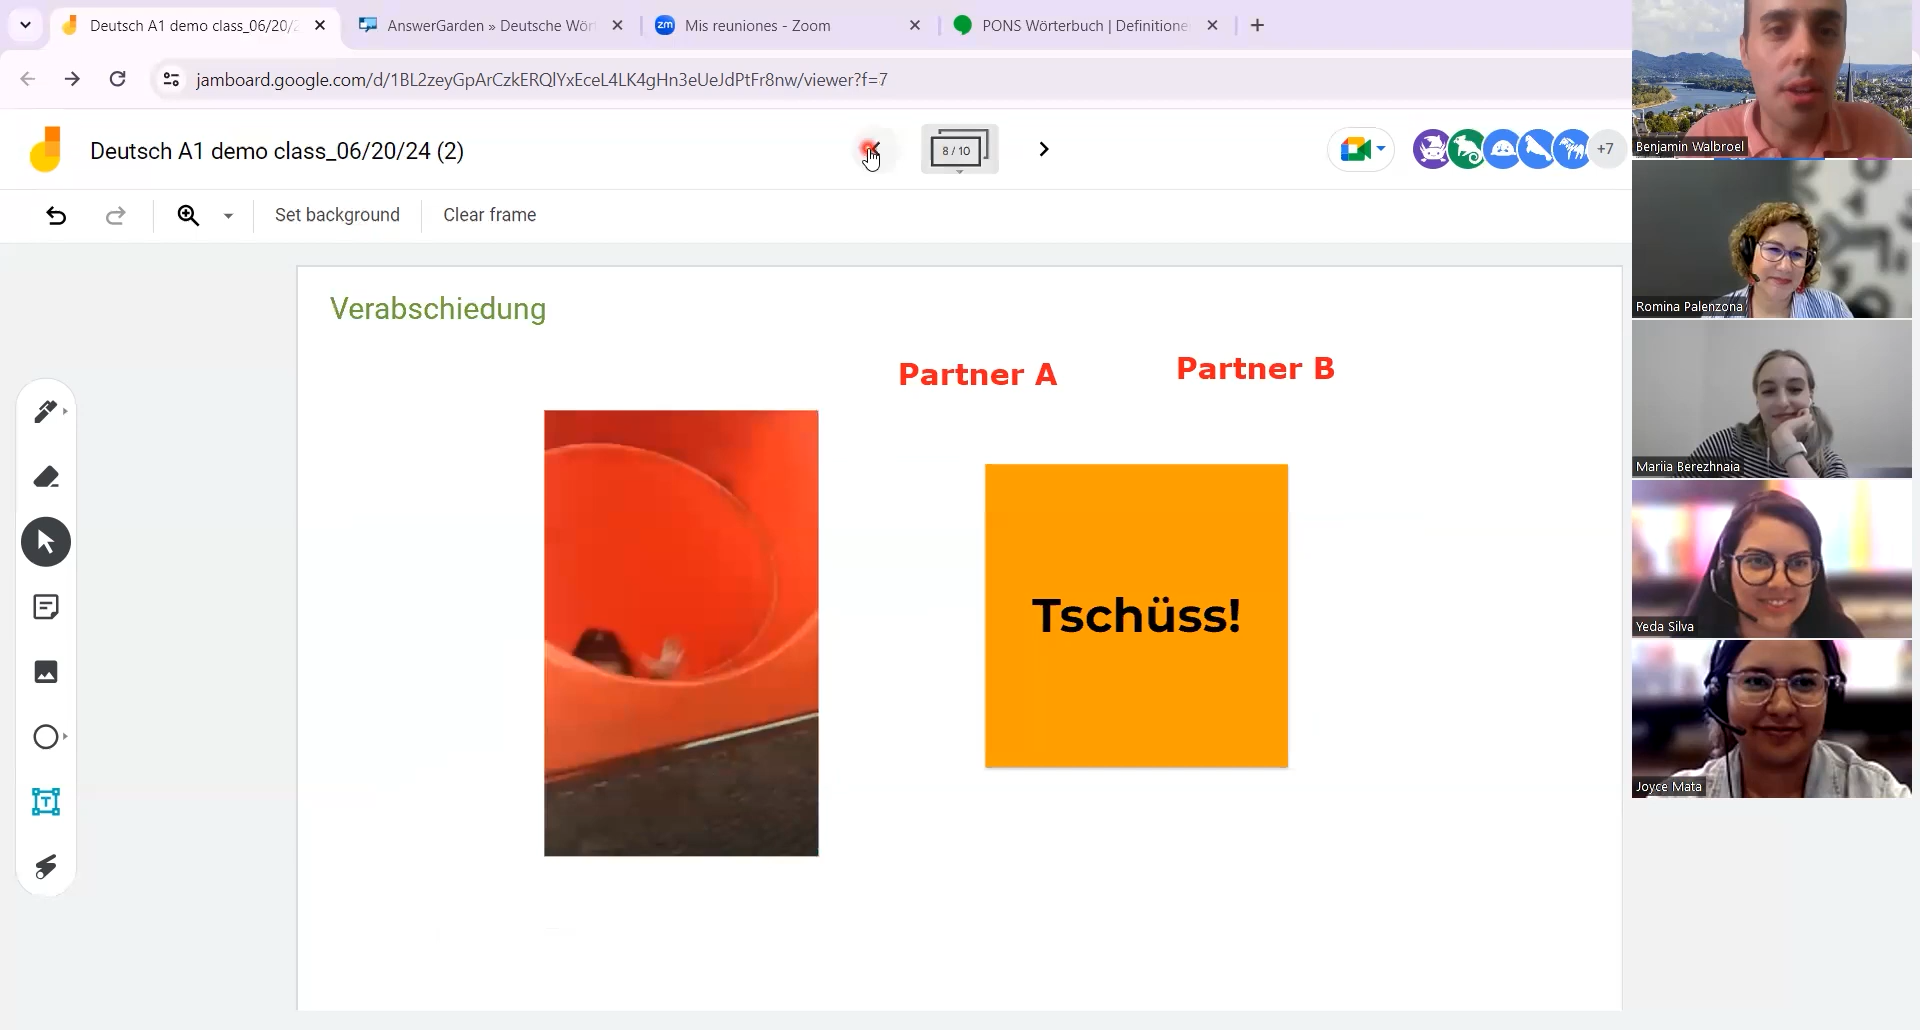 Deutsch A1 demo class_06/20/2
AnswerGarden » Deutsche Wör
zm
Mis reuniones - Zoom
PONS Wörterbuch | Definitione
jamboard.google.com/d/1BL2zeyGpArCzkERQlYxEceL4LK4gHn3eUeJdPtFr8nw/viewer?f=7
Deutsch A1 demo class_06/20/24 (2)
8 / 10
+7
Set background
Clear frame
Verabschiedung
Partner A
Partner B
Tschüss!
Benjamin Walbroel
Romina Palenzona
Mariia Berezhnaia
Yeda Silva
Joyce Mata